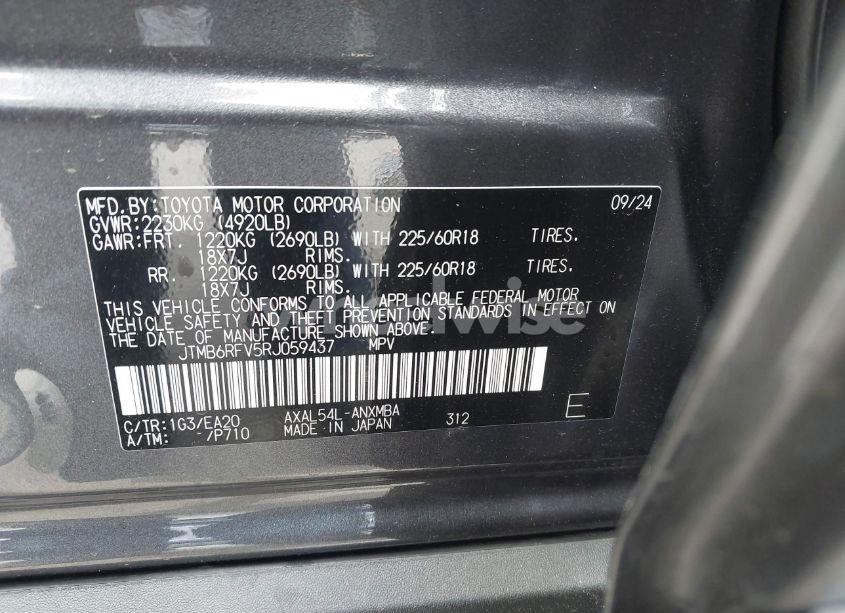 MFD.BY:TOYOTA MOTOR CORPORATION 09/24
GVWR:2230KG (4920LB)
GAWR:FRT. 1220KG (2690LB) WITH 225/60R18 TIRES.
18X7J RIMS.
RR. 1220KG (2690LB) WITH 225/60R18 TIRES.
18X7J RIMS.
THIS VEHICLE CONFORMS TO ALL APPLICABLE FEDERAL MOTOR
VEHICLE SAFETY AND THEFT PREVENTION STANDARDS IN EFFECT ON
THE DATE OF MANUFACTURE SHOWN ABOVE.
JTMB6RFV5RJ059437 MPV
C/TR:1G3/EA20 AXAL54L-ANXMBA 312 E
A/TM: /P710 MADE IN JAPAN